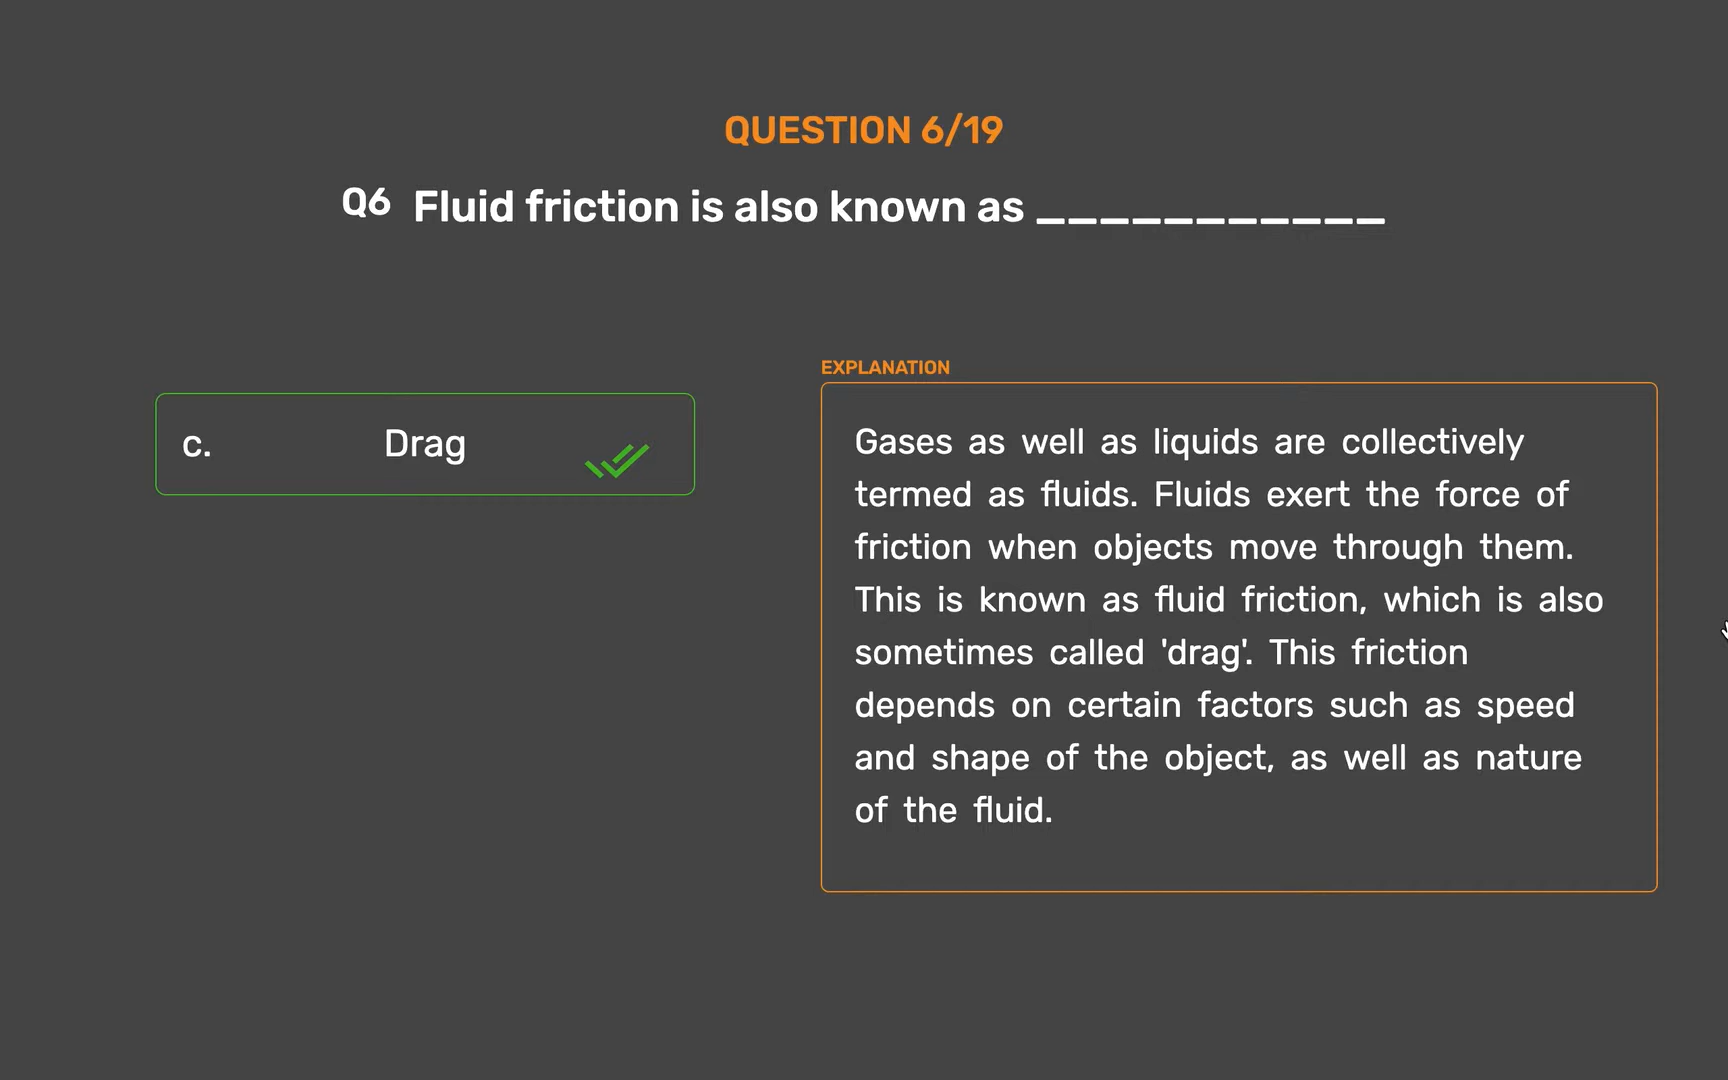 QUESTION 6/19
Q6 Fluid friction is also known as ___________
c. Drag
EXPLANATION
Gases as well as liquids are collectively
termed as fluids. Fluids exert the force of
friction when objects move through them.
This is known as fluid friction, which is also
sometimes called 'drag'. This friction
depends on certain factors such as speed
and shape of the object, as well as nature
of the fluid.